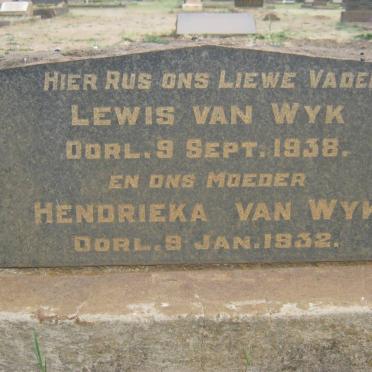 HIER RUS ONS LIEWE VADE
LEWIS VAN WYK
OORL. 9 SEPT. 1938.
EN ONS MOEDER
HENDRIEKA VAN WYK
OORL. 9 JAN. 1932.